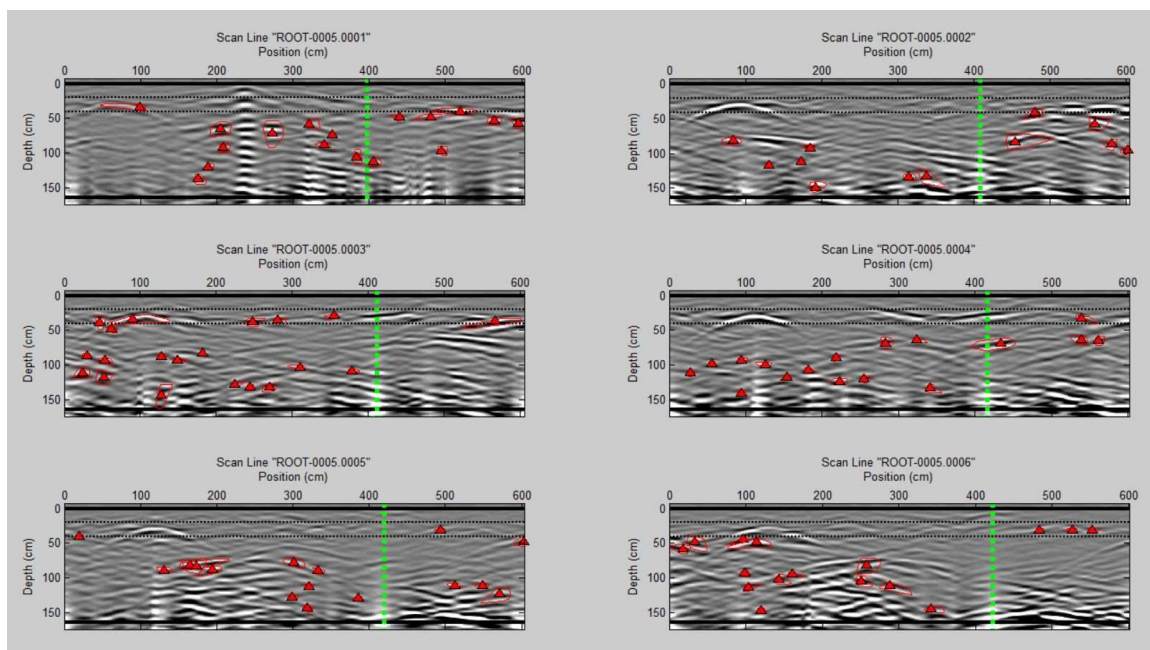 Scan Line "ROOT-0005.0001"
Position (cm)
0 100 200 300 400 500 600
Depth (cm)
0
50
100
150
Scan Line "ROOT-0005.0002"
Position (cm)
0 100 200 300 400 500 600
Depth (cm)
0
50
100
150
Scan Line "ROOT-0005.0003"
Position (cm)
0 100 200 300 400 500 600
Depth (cm)
0
50
100
150
Scan Line "ROOT-0005.0004"
Position (cm)
0 100 200 300 400 500 600
Depth (cm)
0
50
100
150
Scan Line "ROOT-0005.0005"
Position (cm)
0 100 200 300 400 500 600
Depth (cm)
0
50
100
150
Scan Line "ROOT-0005.0006"
Position (cm)
0 100 200 300 400 500 600
Depth (cm)
0
50
100
150